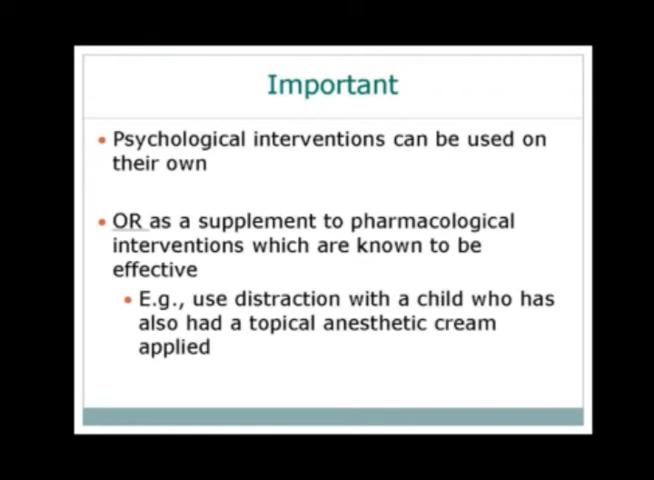 Important
• Psychological interventions can be used on
their own
• OR as a supplement to pharmacological
interventions which are known to be
effective
• E.g., use distraction with a child who has
also had a topical anesthetic cream
applied